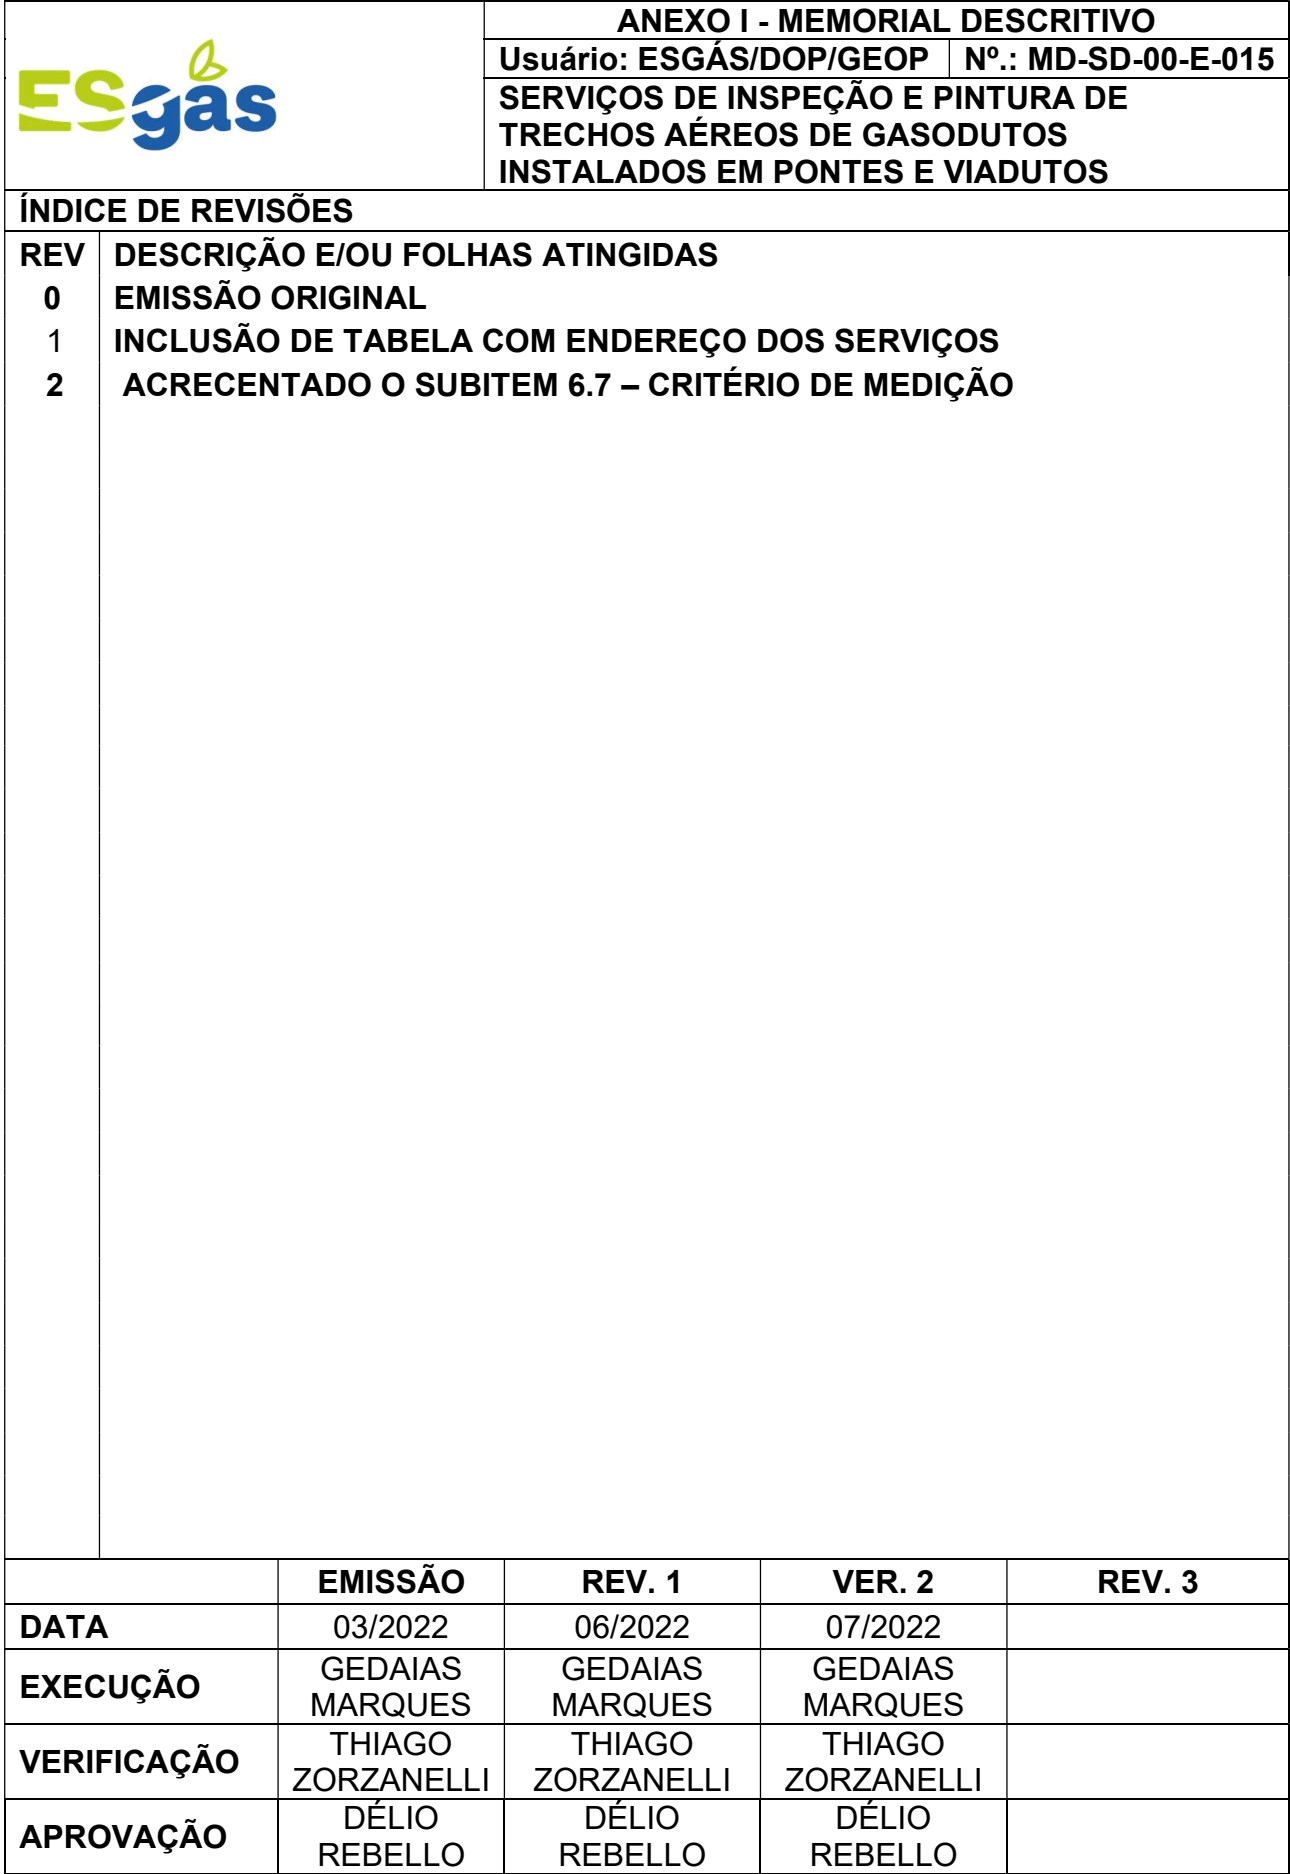 ESgás
ANEXO I - MEMORIAL DESCRITIVO
Usuário: ESGÁS/DOP/GEOP Nº.: MD-SD-00-E-015
SERVIÇOS DE INSPEÇÃO E PINTURA DE
TRECHOS AÉREOS DE GASODUTOS
INSTALADOS EM PONTES E VIADUTOS
ÍNDICE DE REVISÕES
REV DESCRIÇÃO E/OU FOLHAS ATINGIDAS
0 EMISSÃO ORIGINAL
1 INCLUSÃO DE TABELA COM ENDEREÇO DOS SERVIÇOS
2 ACRECENTADO O SUBITEM 6.7 – CRITÉRIO DE MEDIÇÃO
EMISSÃO REV. 1 VER. 2 REV. 3
DATA 03/2022 06/2022 07/2022
EXECUÇÃO GEDAIAS MARQUES GEDAIAS MARQUES GEDAIAS MARQUES
VERIFICAÇÃO THIAGO ZORZANELLI THIAGO ZORZANELLI THIAGO ZORZANELLI
APROVAÇÃO DÉLIO REBELLO DÉLIO REBELLO DÉLIO REBELLO